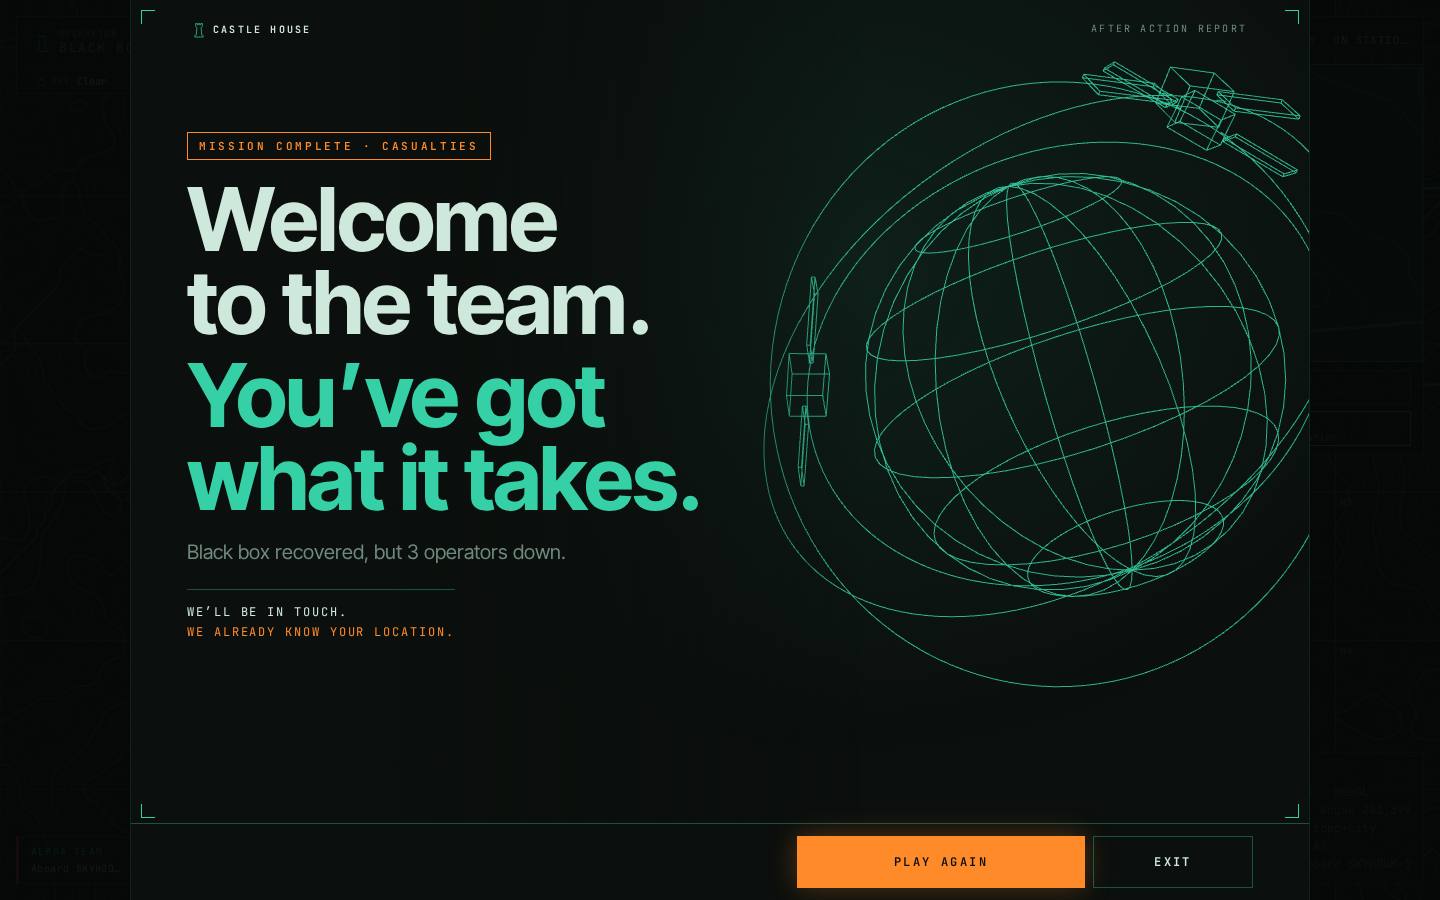 CASTLE HOUSE
AFTER ACTION REPORT
MISSION COMPLETE · CASUALTIES
Welcome
to the team.
You’ve got
what it takes.
Black box recovered, but 3 operators down.
WE’LL BE IN TOUCH.
WE ALREADY KNOW YOUR LOCATION.
ALPHA TEAM
PLAY AGAIN
EXIT